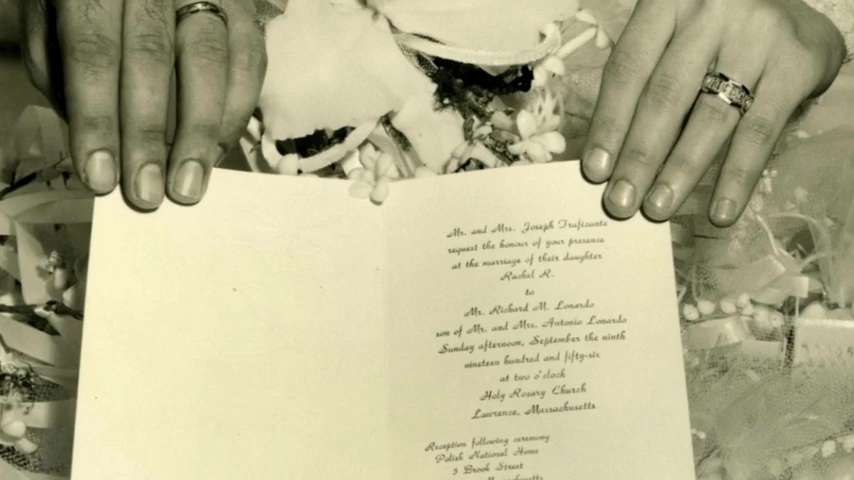 Mr. and Mrs. Joseph Traficante
request the honour of your presence
at the marriage of their daughter
Rachel R.
to
Mr. Richard M. Lonardo
son of Mr. and Mrs. Antonio Lonardo
Sunday afternoon, September the ninth
nineteen hundred and fifty-six
at two o'clock
Holy Rosary Church
Lawrence, Massachusetts
Reception following ceremony
Polish National Home
5 Brook Street
Massachusetts